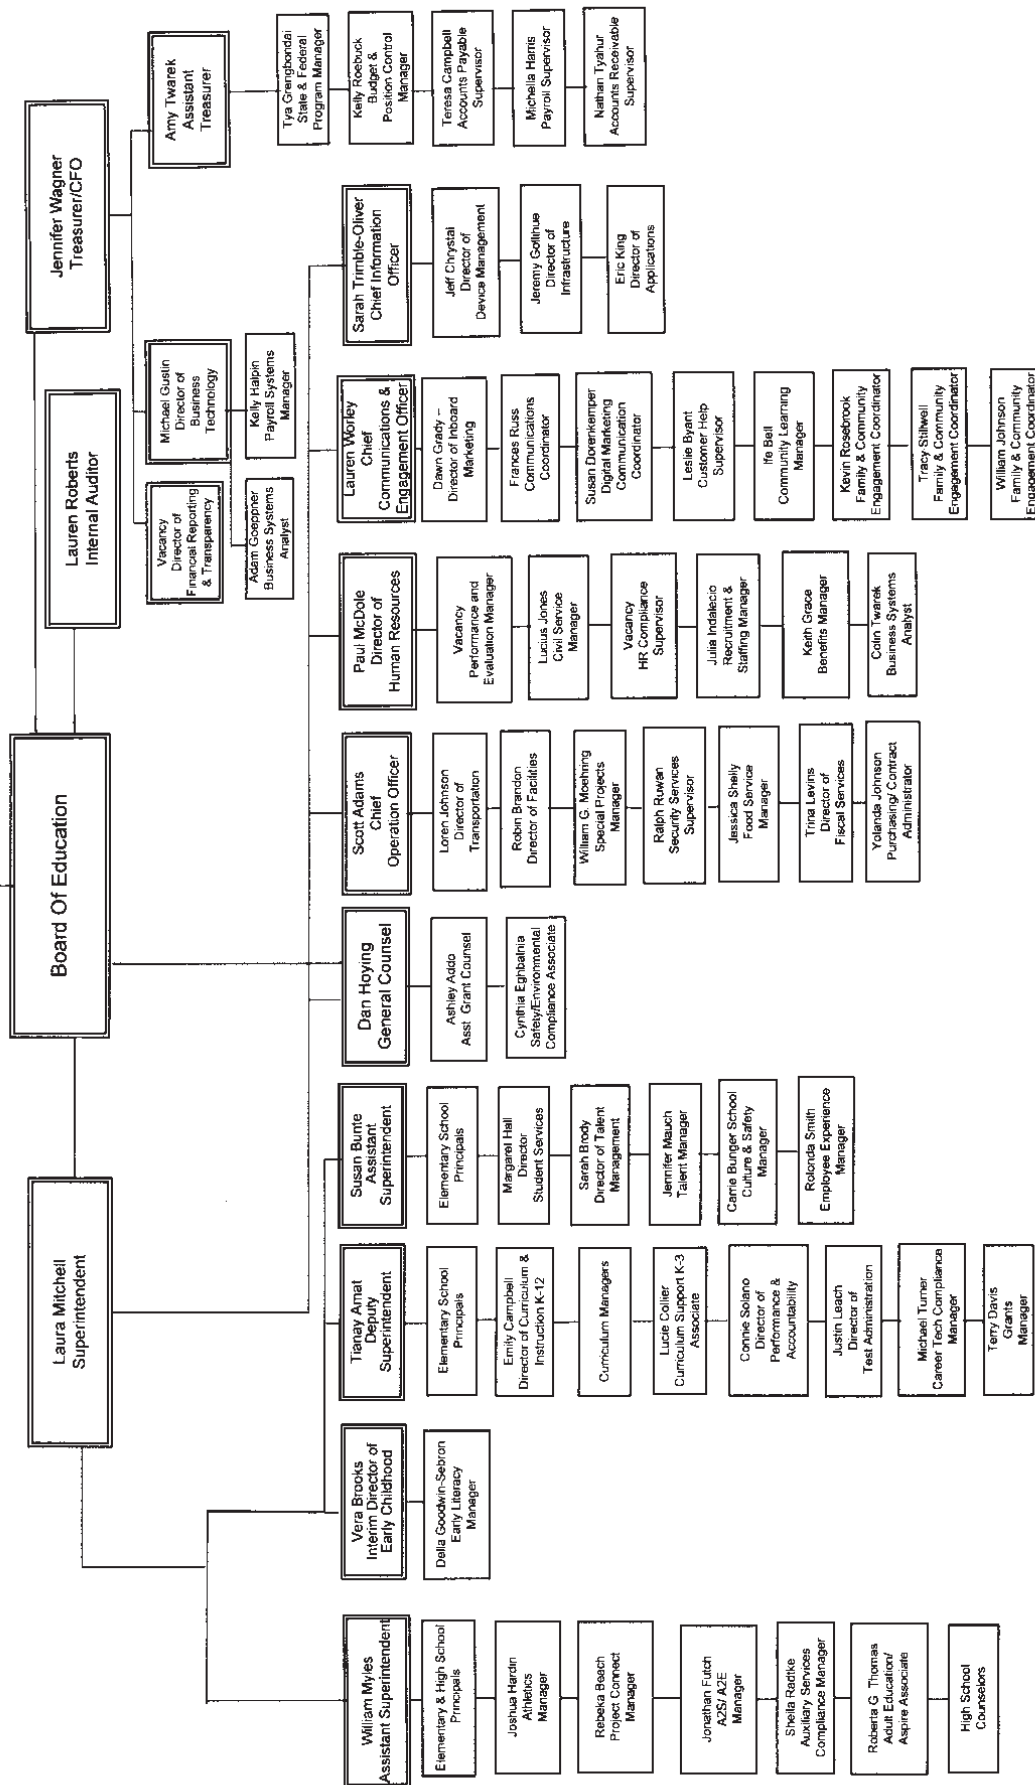 Board Of Education
Laura Mitchell
Superintendent
Lauren Roberts
Internal Auditor
Jennifer Wagner
Treasurer/CFO
Vacancy
Director of
Financial Reporting
& Transparency
Michael Gustin
Director of
Business
Technology
Amy Twarek
Assistant
Treasurer
Adam Goeppner
Business Systems
Analyst
Kelly Halpin
Payroll Systems
Manager
Tya Grengbondai
State & Federal
Program Manager
Kelly Roebuck
Budget &
Position Control
Manager
Teresa Campbell
Accounts Payable
Supervisor
Michella Harris
Payroll Supervisor
Nathan Tyahur
Accounts Receivable
Supervisor
William Myles
Assistant Superintendent
Elementary & High School
Principals
Joshua Hardin
Athletics
Manager
Rebeka Beach
Project Connect
Manager
Jonathan Futch
A2S/ A2E
Manager
Sheila Radtke
Auxiliary Services
Compliance Manager
Roberta G. Thomas
Adult Education/
Aspire Associate
High School
Counselors
Vera Brooks
Interim Director of
Early Childhood
Della Goodwin-Sebron
Early Literacy
Manager
Tianay Amat
Deputy
Superintendent
Elementary School
Principals
Emily Campbell
Director of Curriculum &
Instruction K-12
Curriculum Managers
Lucie Collier
Curriculum Support K-3
Associate
Connie Solano
Director of
Performance &
Accountability
Justin Leach
Director of
Test Administration
Michael Turner
Career Tech Compliance
Manager
Terry Davis
Grants
Manager
Susan Bunte
Assistant
Superintendent
Elementary School
Principals
Margaret Hall
Director
Student Services
Sarah Brody
Director of Talent
Management
Jennifer Mauch
Talent Manager
Carrie Bunger School
Culture & Safety
Manager
Rolonda Smith
Employee Experience
Manager
Dan Hoying
General Counsel
Ashley Addo
Asst Grant Counsel
Cynthia Eghbalnia
Safety/Environmental
Compliance Associate
Scott Adams
Chief
Operation Officer
Loren Johnson
Director of
Transportation
Robin Brandon
Director of Facilities
William G. Moehring
Special Projects
Manager
Ralph Ruwan
Security Services
Supervisor
Jessica Shelly
Food Service
Manager
Trina Levins
Director of
Fiscal Services
Yolanda Johnson
Purchasing/ Contract
Administrator
Paul McDole
Director of
Human Resources
Vacancy
Performance and
Evaluation Manager
Lucius Jones
Civil Service
Manager
Vacancy
HR Compliance
Supervisor
Julia Indalecio
Recruitment &
Staffing Manager
Keith Grace
Benefits Manager
Colin Twarek
Business Systems
Analyst
Lauren Worley
Chief
Communications &
Engagement Officer
Dawn Grady –
Director of Inboard
Marketing
Frances Russ
Communications
Coordinator
Susan Dorenkemper
Digital Marketing
Communication
Coordinator
Leslie Byant
Customer Help
Supervisor
Ife Bell
Community Learning
Manager
Kevin Rosebrook
Family & Community
Engagement Coordinator
Tracy Stillwell
Family & Community
Engagement Coordinator
William Johnson
Family & Community
Engagement Coordinator
Sarah Trimble-Oliver
Chief Information
Officer
Jeff Chrystal
Director of
Device Management
Jeremy Gollihue
Director of
Infrastructure
Eric King
Director of
Applications